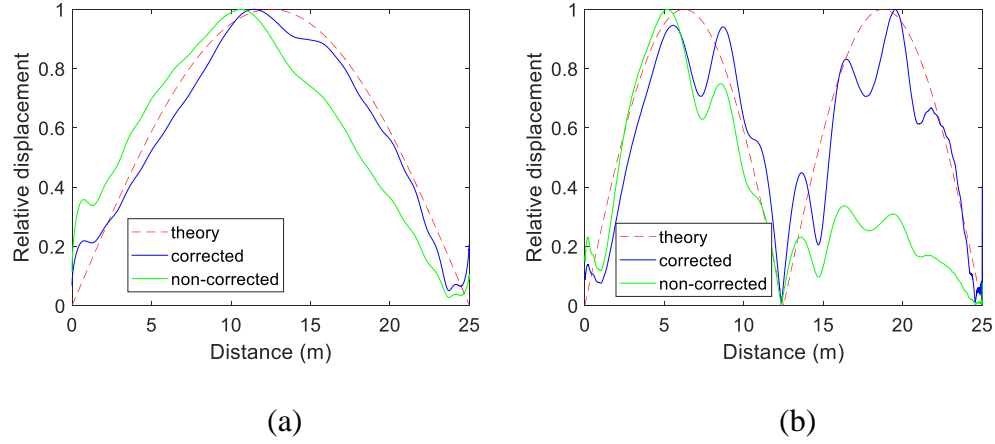 1
0.8
0.6
0.4
0.2
0
Relative displacement
theory
corrected
non-corrected
0 5 10 15 20 25
Distance (m)
(a)
1
0.8
0.6
0.4
0.2
0
Relative displacement
theory
corrected
non-corrected
0 5 10 15 20 25
Distance (m)
(b)